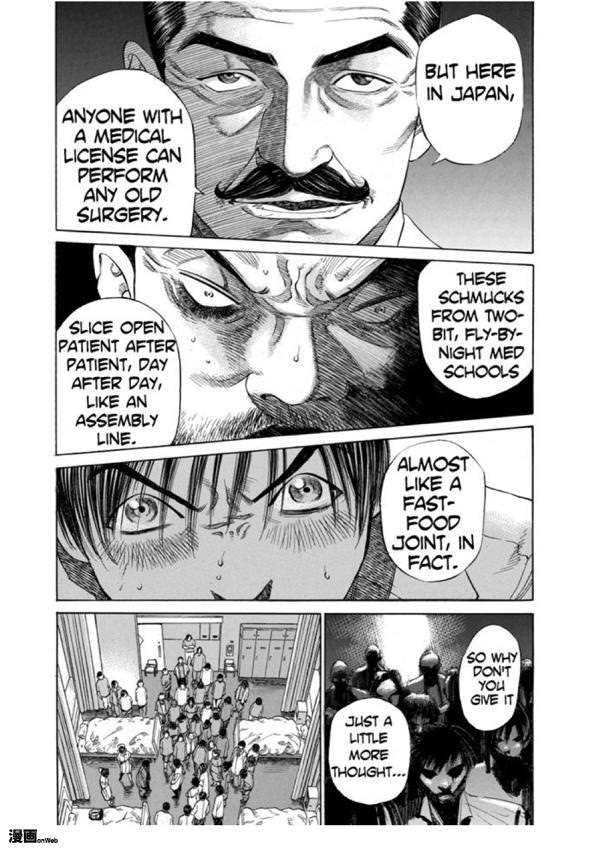 BUT HERE
IN JAPAN,
ANYONE WITH
A MEDICAL
LICENSE CAN
PERFORM
ANY OLD
SURGERY.
THESE
SCHMUCKS
FROM TWO-
BIT, FLY-BY-
NIGHT MED
SCHOOLS
SLICE OPEN
PATIENT AFTER
PATIENT, DAY
AFTER DAY,
LIKE AN
ASSEMBLY
LINE.
ALMOST
LIKE A
FAST-
FOOD
JOINT, IN
FACT.
SO WHY
DON'T
YOU
GIVE IT
JUST A
LITTLE
MORE
THOUGHT...
漫画onWeb